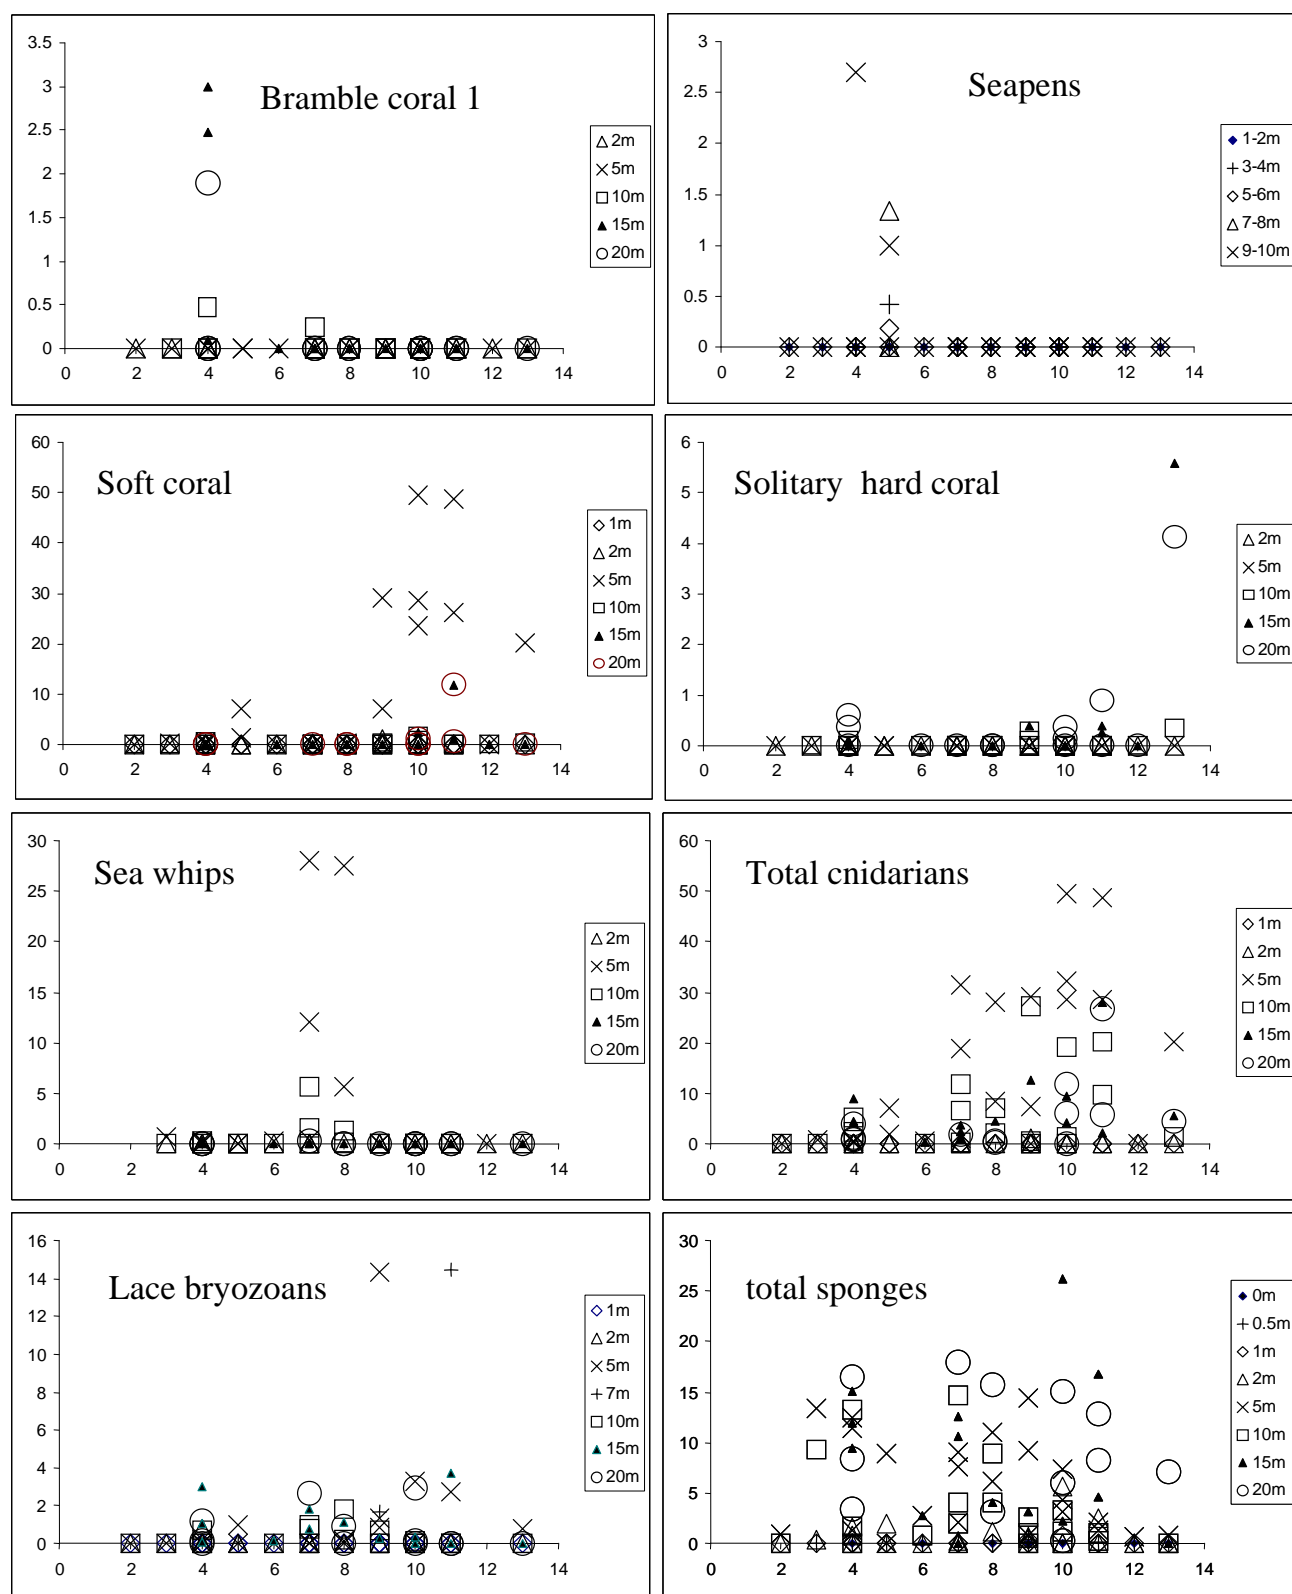 Bramble coral 1
3.5
3
2.5
2
1.5
1
0.5
0
0 2 4 6 8 10 12 14
2m
5m
10m
15m
20m
Seapens
3
2.5
2
1.5
1
0.5
0
0 2 4 6 8 10 12 14
1-2m
3-4m
5-6m
7-8m
9-10m
Soft coral
60
50
40
30
20
10
0
0 2 4 6 8 10 12 14
1m
2m
5m
10m
15m
20m
Solitary hard coral
6
5
4
3
2
1
0
0 2 4 6 8 10 12 14
2m
5m
10m
15m
20m
Sea whips
30
25
20
15
10
5
0
0 2 4 6 8 10 12 14
2m
5m
10m
15m
20m
Total cnidarians
60
50
40
30
20
10
0
0 2 4 6 8 10 12 14
1m
2m
5m
10m
15m
20m
Lace bryozoans
16
14
12
10
8
6
4
2
0
0 2 4 6 8 10 12 14
1m
2m
5m
7m
10m
15m
20m
total sponges
30
25
20
15
10
5
0
0 2 4 6 8 10 12 14
0m
0.5m
1m
2m
5m
10m
15m
20m